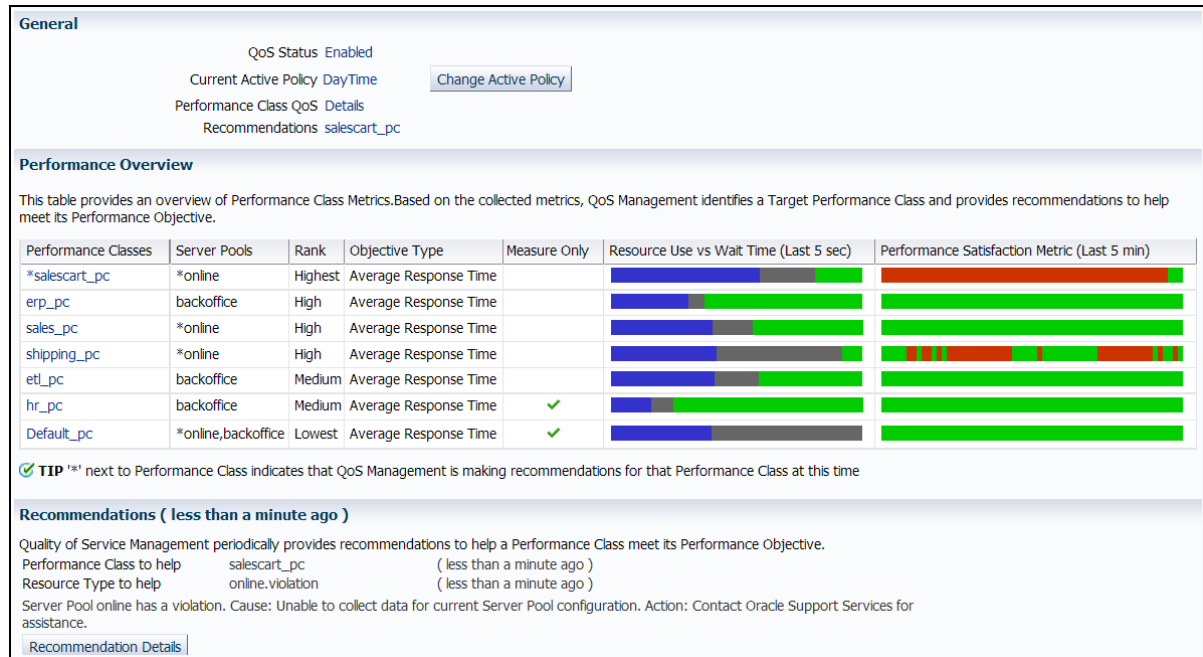 General
QoS Status Enabled
Current Active Policy DayTime Change Active Policy
Performance Class QoS Details
Recommendations salescart_pc
Performance Overview
This table provides an overview of Performance Class Metrics.Based on the collected metrics, QoS Management identifies a Target Performance Class and provides recommendations to help
meet its Performance Objective.
Performance Classes Server Pools Rank Objective Type Measure Only Resource Use vs Wait Time (Last 5 sec) Performance Satisfaction Metric (Last 5 min)
*salescart_pc *online Highest Average Response Time
erp_pc backoffice High Average Response Time
sales_pc *online High Average Response Time
shipping_pc *online High Average Response Time
etl_pc backoffice Medium Average Response Time
hr_pc backoffice Medium Average Response Time
Default_pc *online,backoffice Lowest Average Response Time
TIP '*' next to Performance Class indicates that QoS Management is making recommendations for that Performance Class at this time
Recommendations ( less than a minute ago )
Quality of Service Management periodically provides recommendations to help a Performance Class meet its Performance Objective.
Performance Class to help salescart_pc ( less than a minute ago )
Resource Type to help online.violation ( less than a minute ago )
Server Pool online has a violation. Cause: Unable to collect data for current Server Pool configuration. Action: Contact Oracle Support Services for
assistance.
Recommendation Details